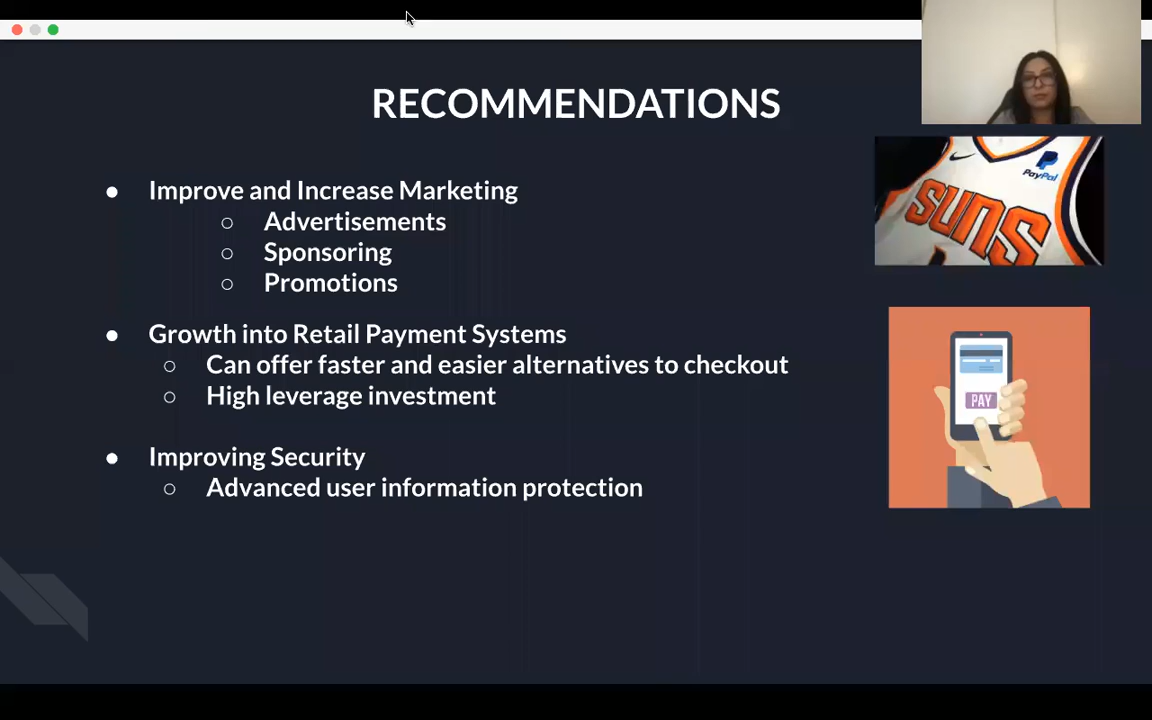 RECOMMENDATIONS
● Improve and Increase Marketing
○ Advertisements
○ Sponsoring
○ Promotions
● Growth into Retail Payment Systems
○ Can offer faster and easier alternatives to checkout
○ High leverage investment
● Improving Security
○ Advanced user information protection
PayPal
SUNS
PAY